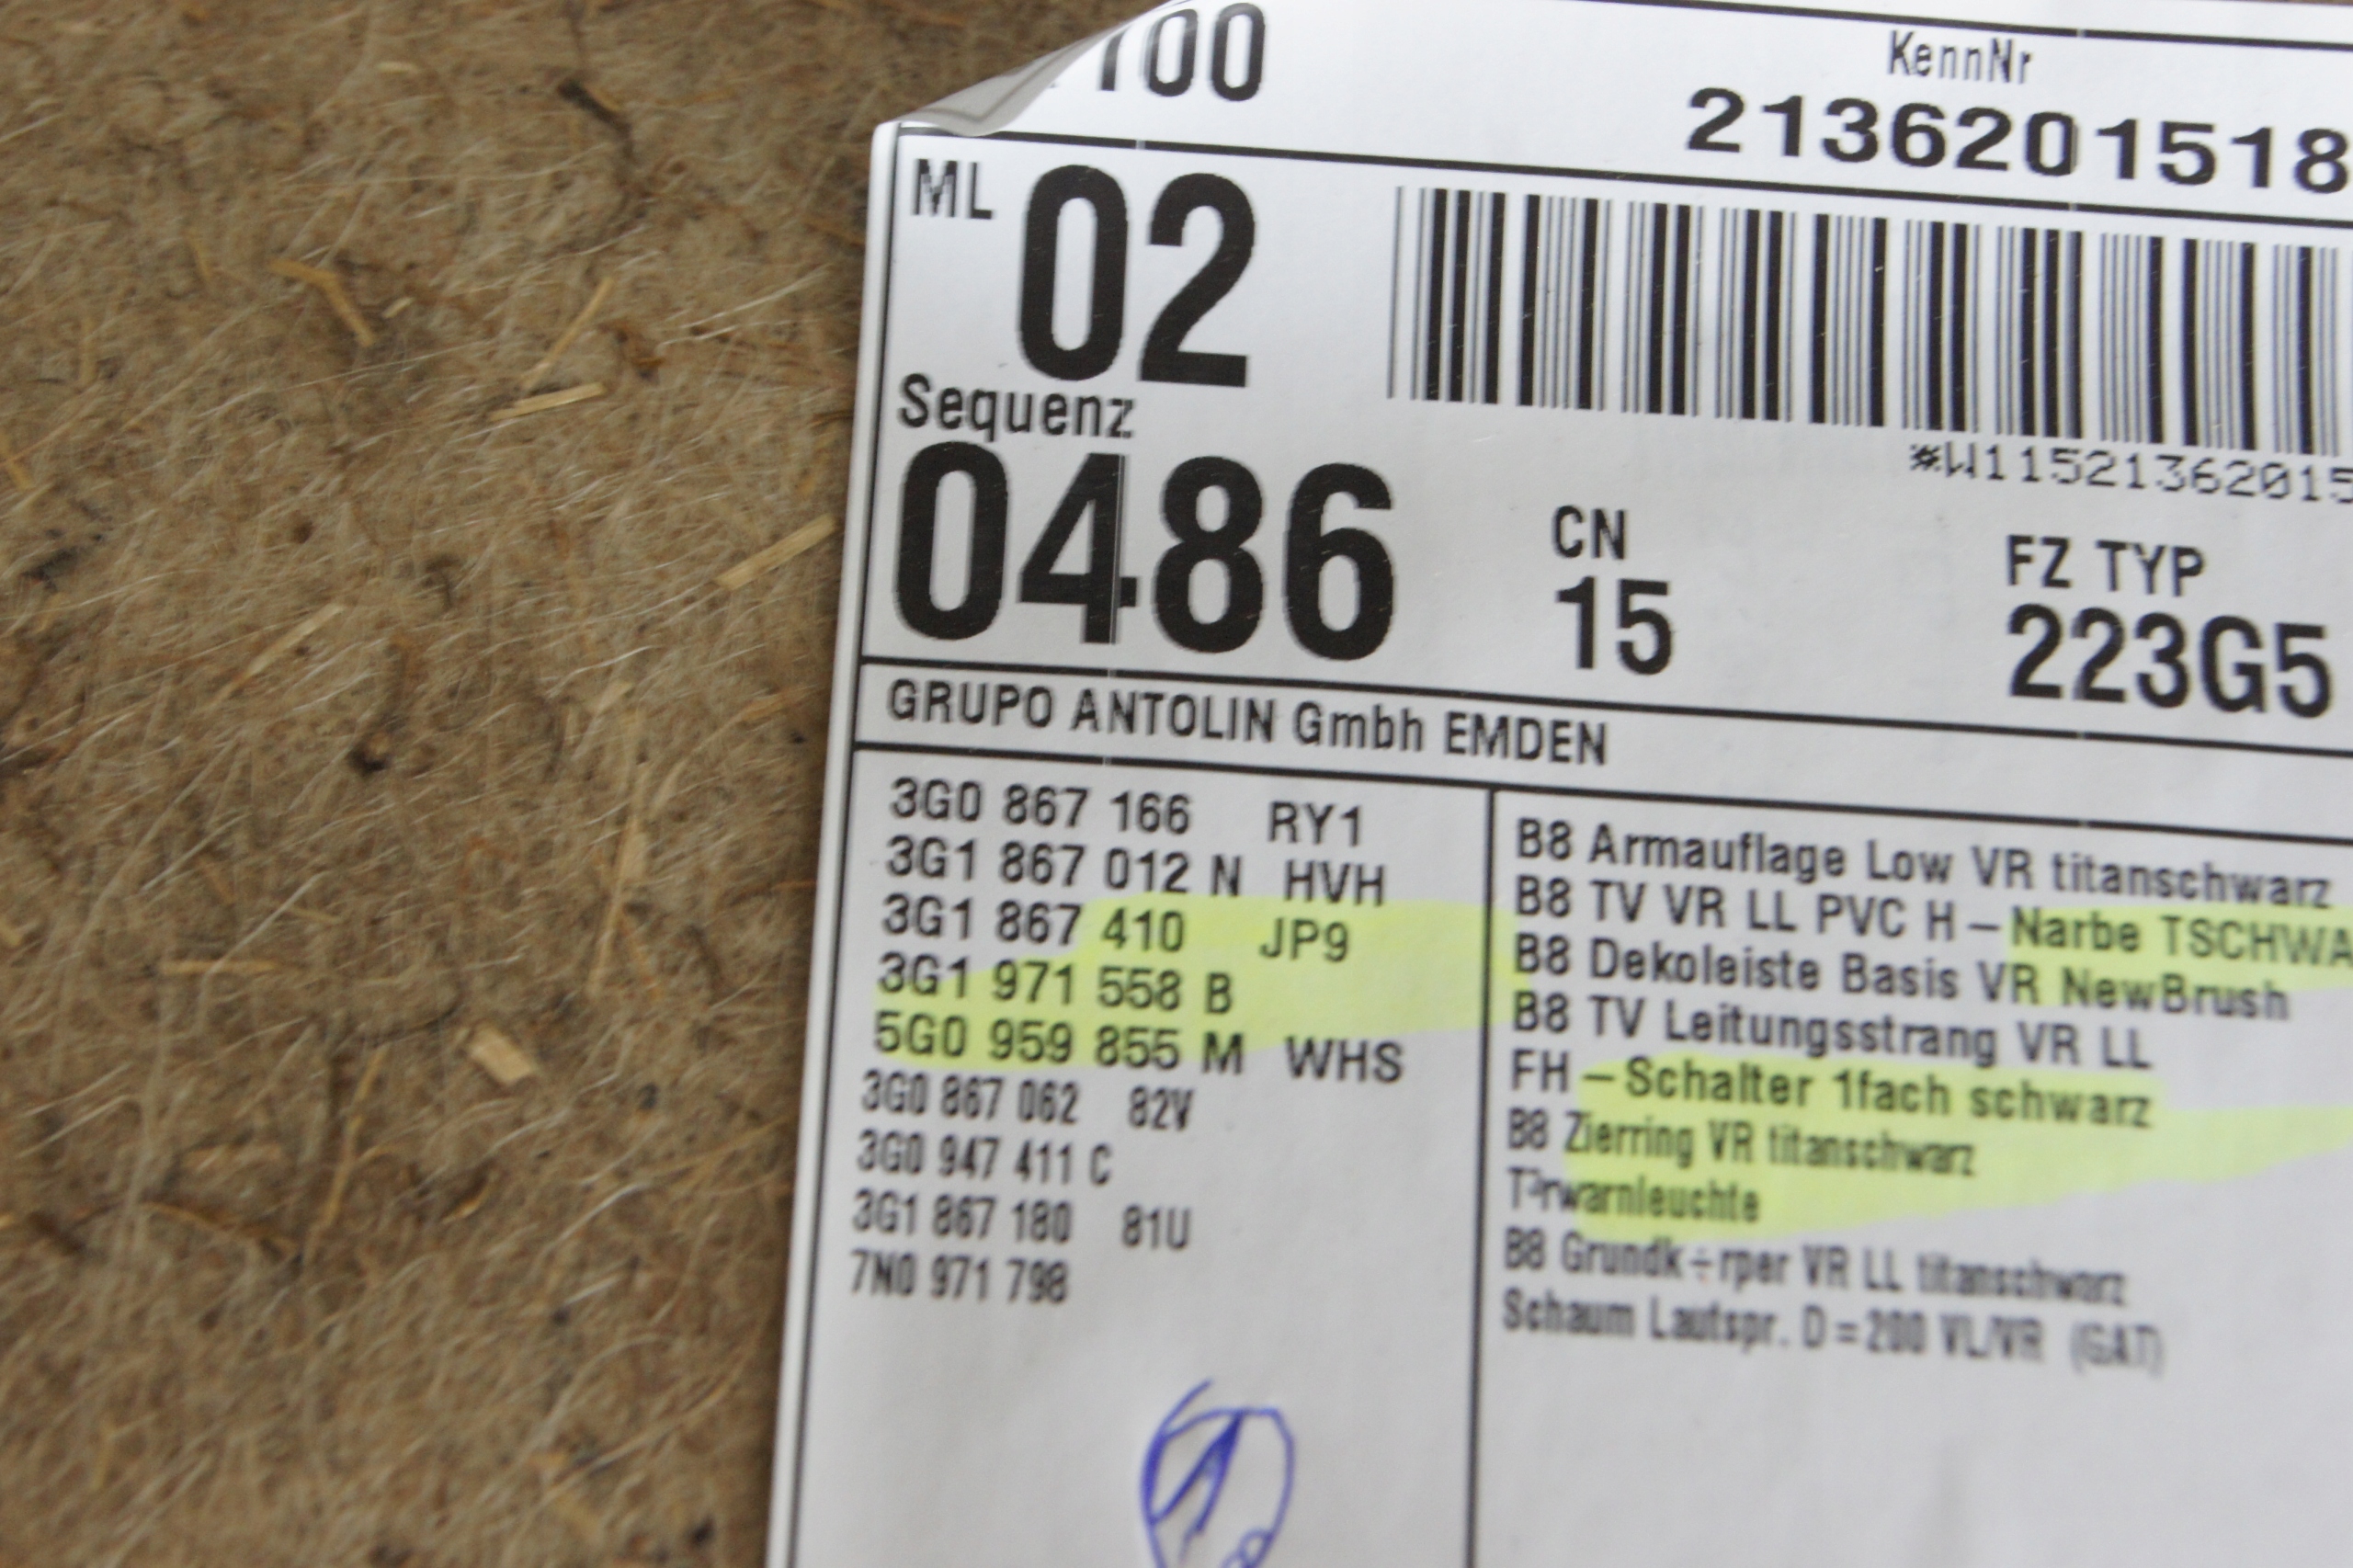 100
KennNr
2136201518
ML 02
*W11521362015
Sequenz
0486
CN
15
FZ TYP
223G5
GRUPO ANTOLIN Gmbh EMDEN
3G0 867 166 RY1
3G1 867 012 N HVH
3G1 867 410 JP9
3G1 971 558 B
5G0 959 855 M WHS
3G0 867 062 82V
3G0 947 411 C
3G1 867 180 81U
7N0 971 798
B8 Armauflage Low VR titanschwarz
B8 TV VR LL PVC H-Narbe TSCHWA
B8 Dekoleiste Basis VR NewBrush
B8 TV Leitungsstrang VR LL
FH-Schalter 1fach schwarz
B8 Zierring VR titanschwarz
T³rwarnleuchte
B8 Grundk÷rper VR LL titanschwarz
Schaum Lautspr. D=200 VL/VR (GAT)